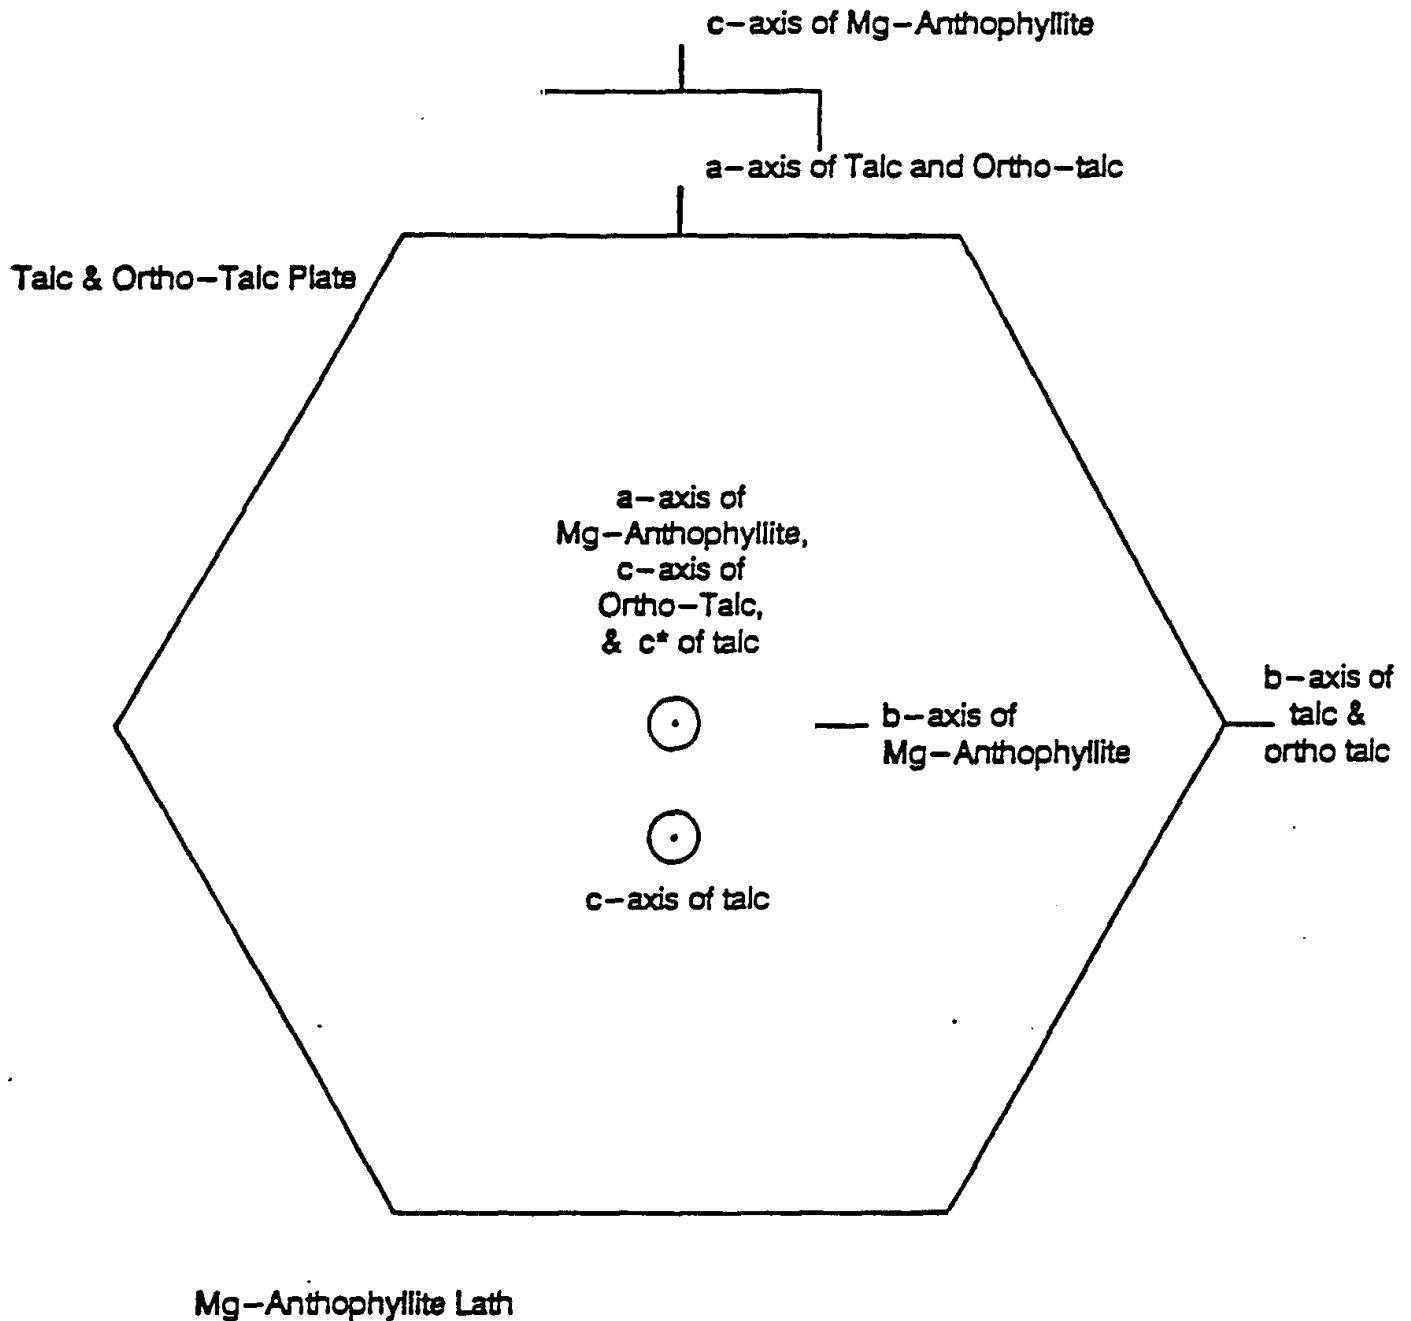 c-axis of Mg-Anthophyllite
a-axis of Talc and Ortho-talc
Talc & Ortho-Talc Plate
a-axis of
Mg-Anthophyllite,
c-axis of
Ortho-Talc,
& c* of talc
b-axis of
Mg-Anthophyllite
b-axis of
talc &
ortho talc
c-axis of talc
Mg-Anthophyllite Lath